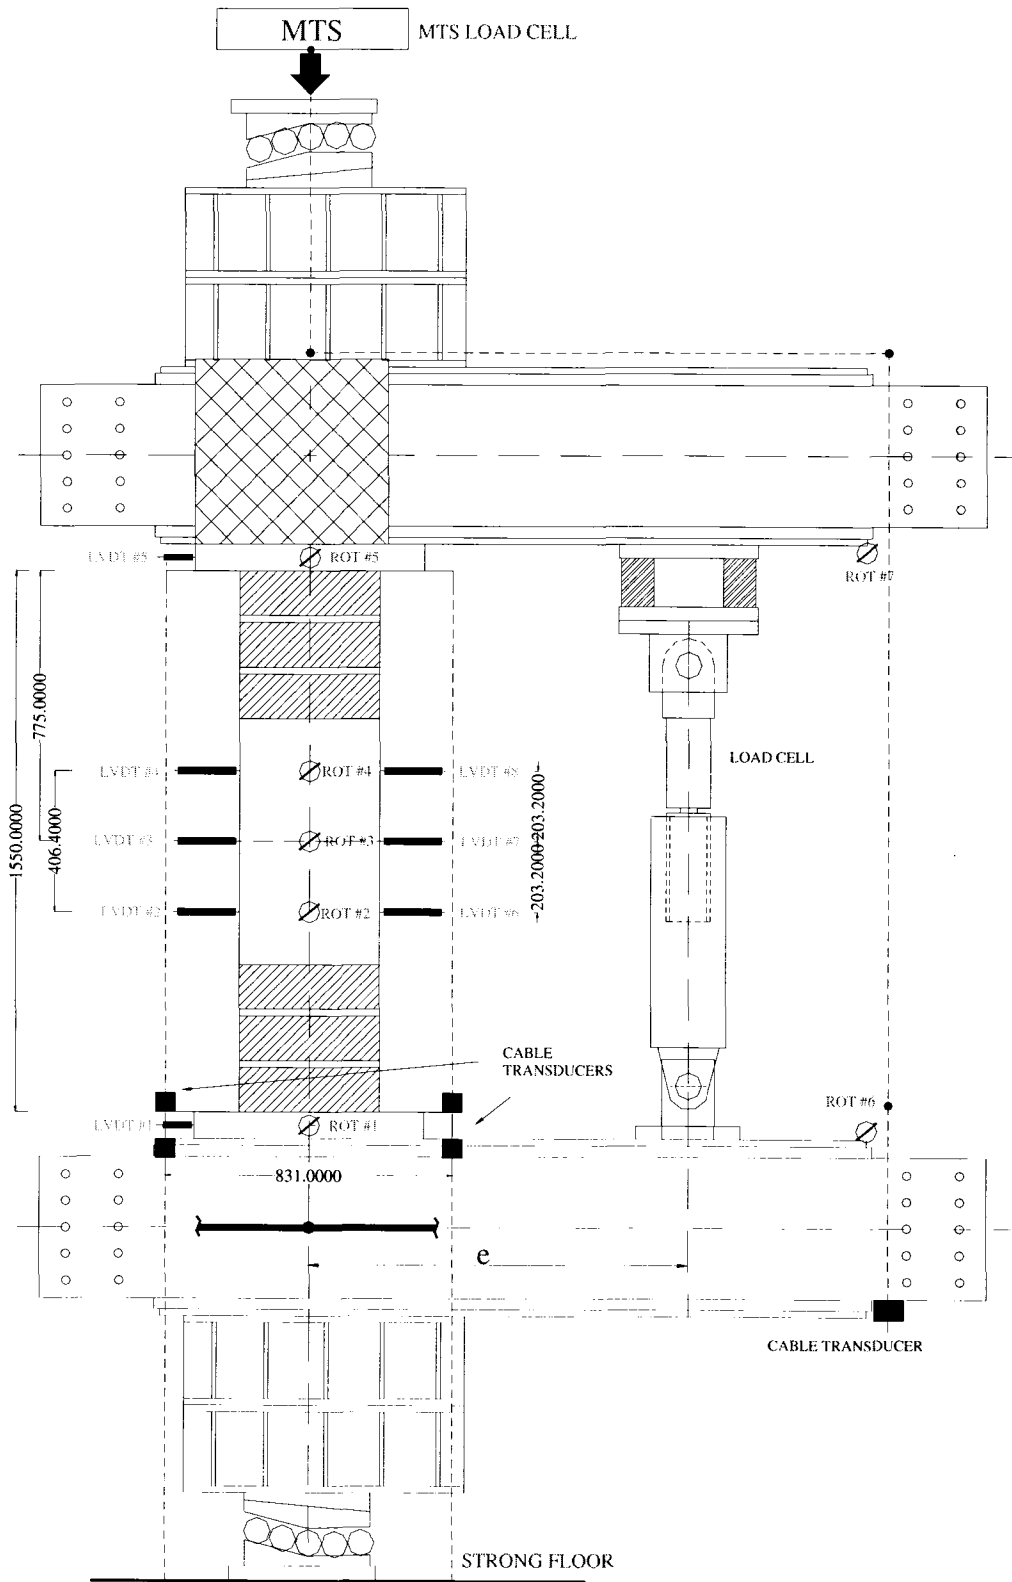 MTS
MTS LOAD CELL
LVDT #5
ROT #5
ROT #7
775.0000
1550.0000
406.4000
LVDT #4
ROT #4
LVDT #8
LOAD CELL
203.2000
LVDT #3
ROT #3
LVDT #7
203.2000
LVDT #2
ROT #2
LVDT #6
CABLE
TRANSDUCERS
ROT #6
LVDT #1
ROT #1
831.0000
e
CABLE TRANSDUCER
STRONG FLOOR